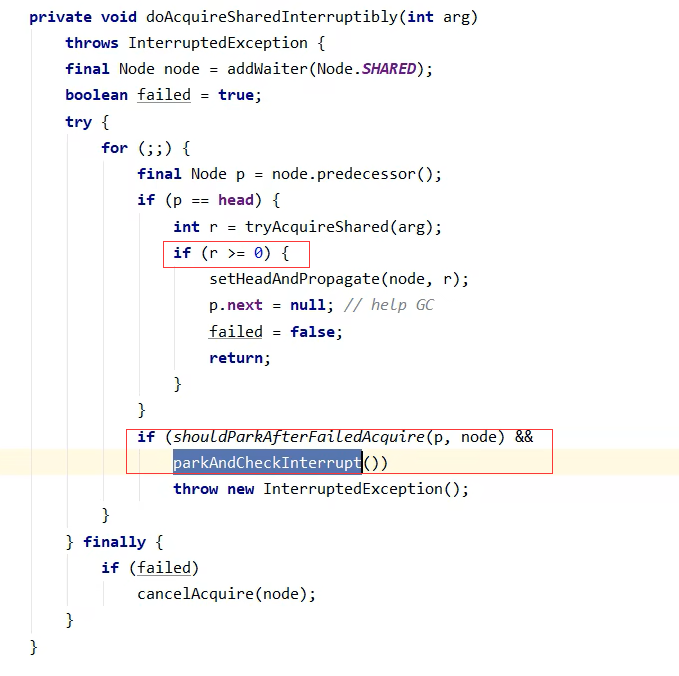 private void doAcquireSharedInterruptibly(int arg)
    throws InterruptedException {
    final Node node = addWaiter(Node.SHARED);
    boolean failed = true;
    try {
        for (;;) {
            final Node p = node.predecessor();
            if (p == head) {
                int r = tryAcquireShared(arg);
                if (r >= 0) {
                    setHeadAndPropagate(node, r);
                    p.next = null; // help GC
                    failed = false;
                    return;
                }
            }
            if (shouldParkAfterFailedAcquire(p, node) &&
                parkAndCheckInterrupt())
                throw new InterruptedException();
        }
    } finally {
        if (failed)
            cancelAcquire(node);
    }
}